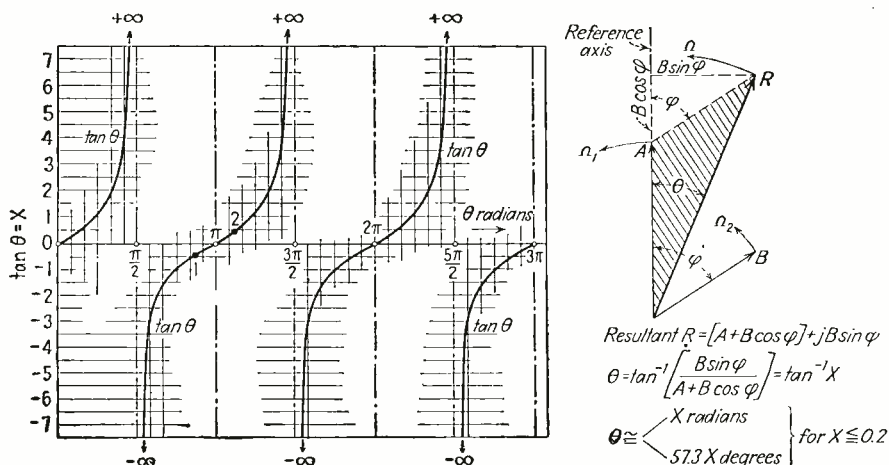 +∞ +∞ +∞
7
6
5
4
3
2
1
0
-1
-2
-3
-4
-5
-6
-7
tan θ = X
tan θ
tan θ
2
θ radians
π/2
π
3π/2
2π
5π/2
3π
tan θ
tan θ
-∞ -∞ -∞
Reference
axis
Ω
B sin φ
R
B cos φ
φ
Ω₁
A
θ
Ω₂
φ
B
Resultant Ṙ = [A+B cos φ]+jB sin φ
θ = tan⁻¹[B sin φ / A+B cos φ] = tan⁻¹X
θ ≅ X radians
57.3 X degrees
for X ≦ 0.2